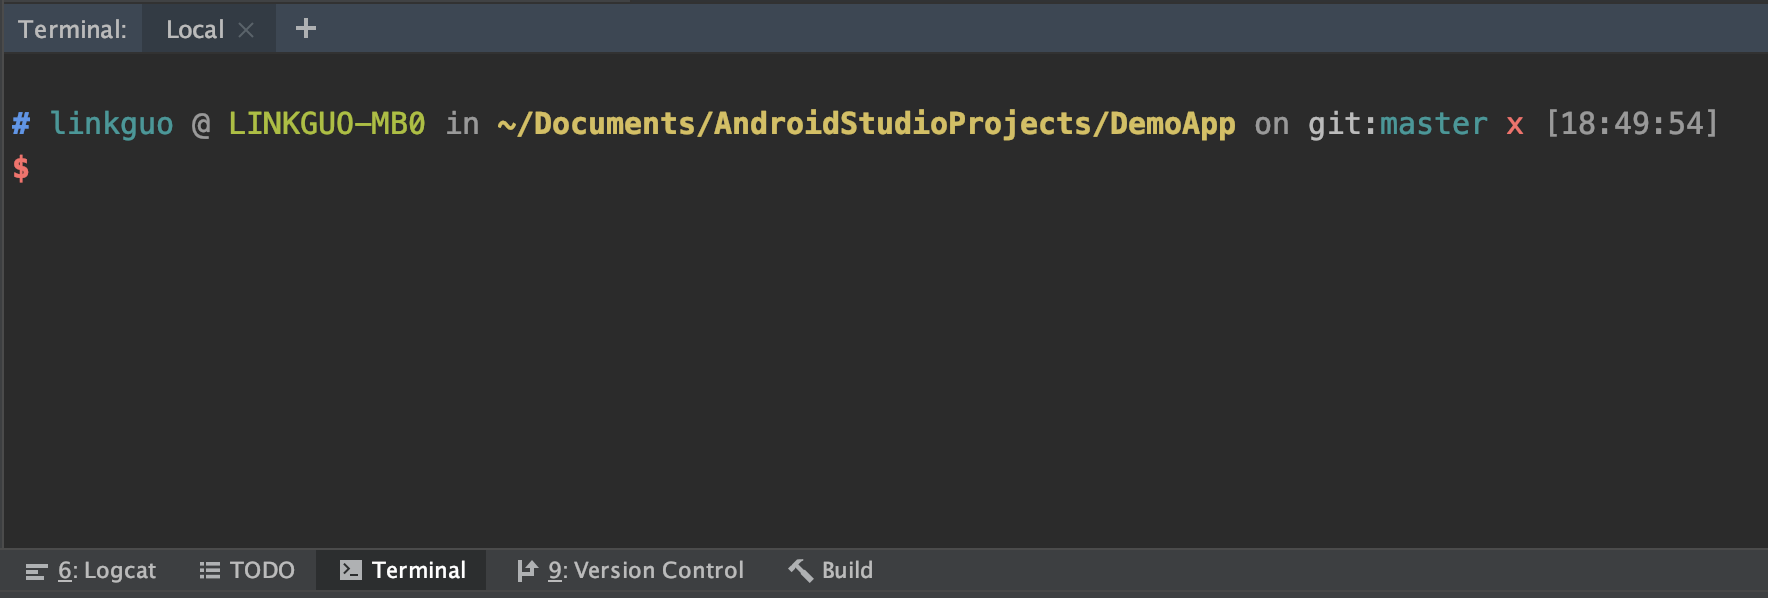 Terminal: Local × +
# linkguo @ LINKGUO-MB0 in ~/Documents/AndroidStudioProjects/DemoApp on git:master x [18:49:54]
$
6: Logcat TODO Terminal 9: Version Control Build